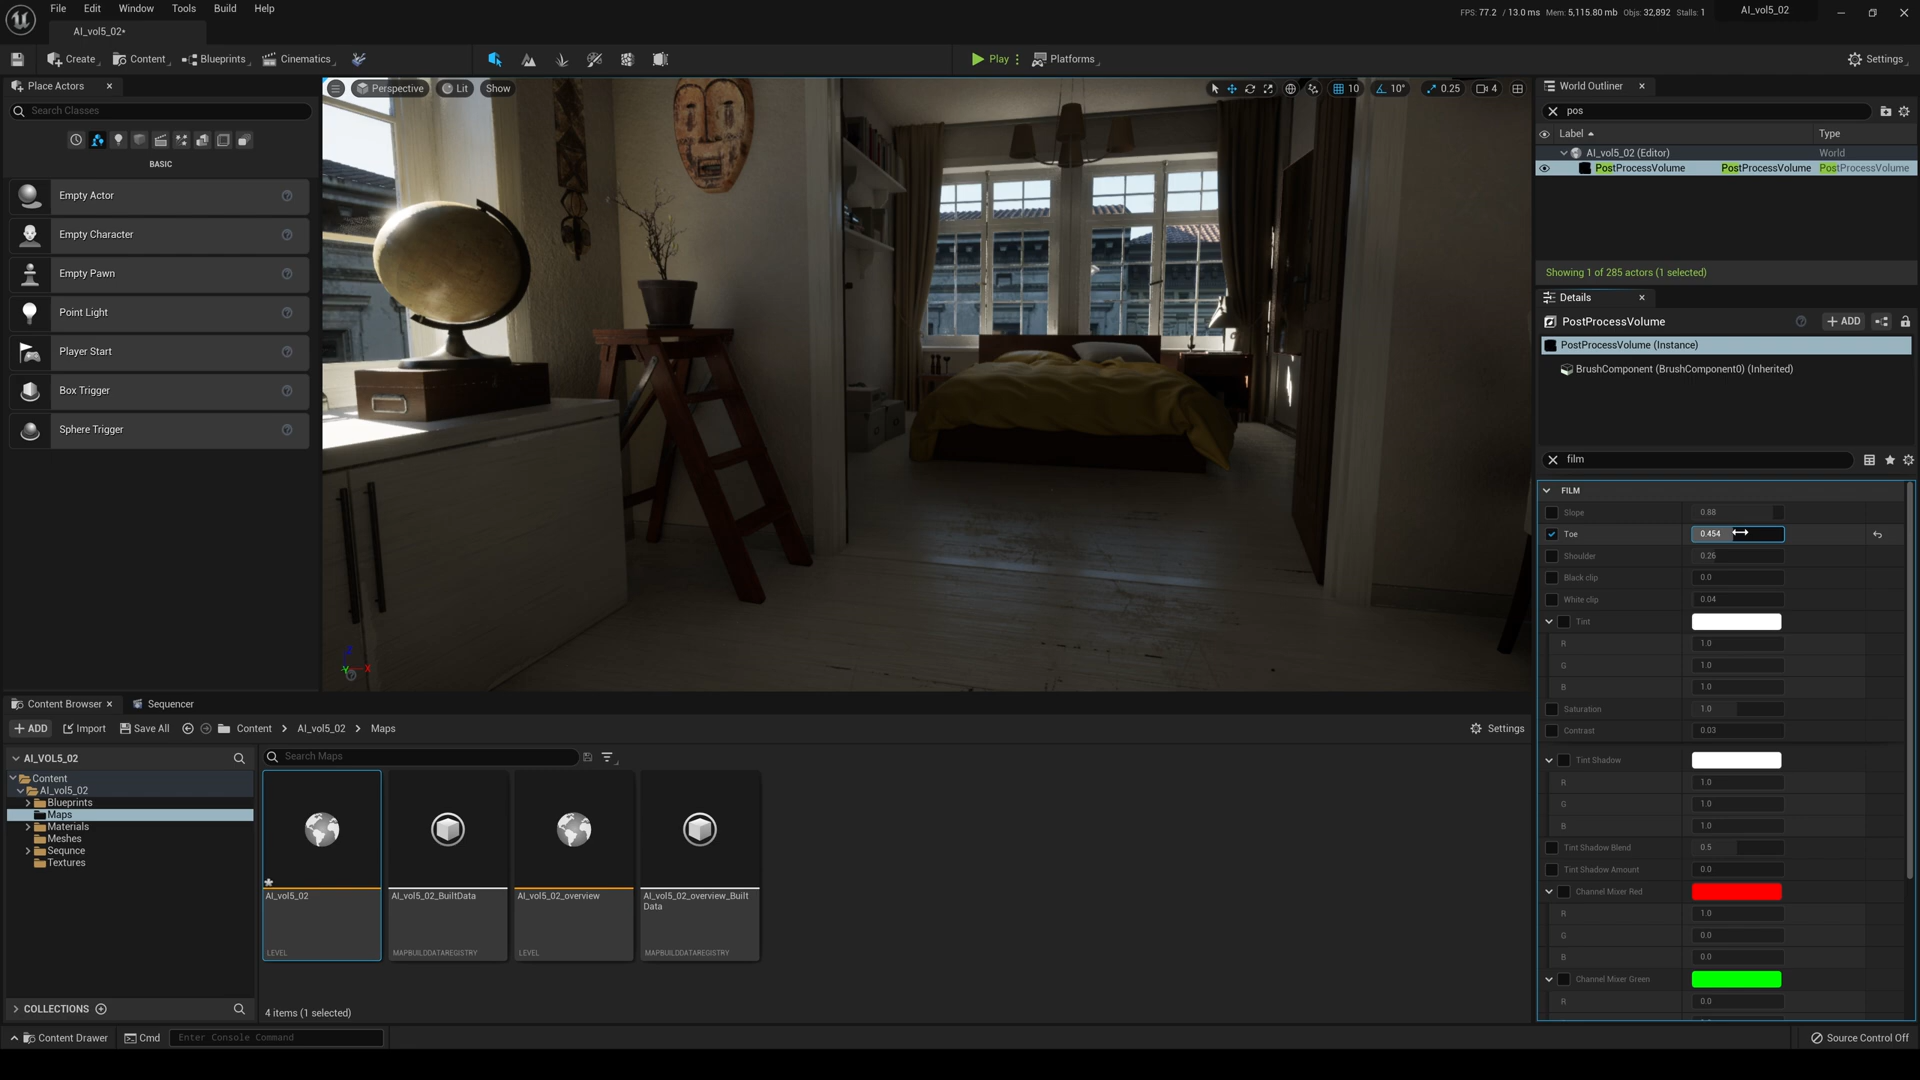 File Edit Window Tools Build Help
FPS: 77.2 / 13.0 ms Mem: 5,115.80 mb Objs: 32,892 Stalls: 1
AI_vol5_02
AI_vol5_02*
Create Content Blueprints Cinematics
Play Platforms
Settings
Place Actors
Search Classes
BASIC
Empty Actor
Empty Character
Empty Pawn
Point Light
Player Start
Box Trigger
Sphere Trigger
Perspective Lit Show
10 10° 0.25 4
World Outliner
pos
Label Type
AI_vol5_02 (Editor) World
PostProcessVolume PostProcessVolume PostProcessVolume
Showing 1 of 285 actors (1 selected)
Details
PostProcessVolume
ADD
PostProcessVolume (Instance)
BrushComponent (BrushComponent0) (Inherited)
film
FILM
Slope 0.88
Toe 0.454
Shoulder 0.26
Black clip 0.0
White clip 0.04
Tint
R 1.0
G 1.0
B 1.0
Saturation 1.0
Contrast 0.03
Tint Shadow
R 1.0
G 1.0
B 1.0
Tint Shadow Blend 0.5
Tint Shadow Amount 0.0
Channel Mixer Red
R 1.0
G 0.0
B 0.0
Channel Mixer Green
R 0.0
Content Browser Sequencer
ADD Import Save All Content AI_vol5_02 Maps
Settings
AI_VOL5_02
Search Maps
Content
AI_vol5_02
Blueprints
Maps
Materials
Meshes
Sequnce
Textures
COLLECTIONS
AI_vol5_02
LEVEL
AI_vol5_02_BuiltData
MAPBUILDDATAREGISTRY
AI_vol5_02_overview
LEVEL
AI_vol5_02_overview_Built
Data
MAPBUILDDATAREGISTRY
4 items (1 selected)
Content Drawer Cmd Enter Console Command
Source Control Off